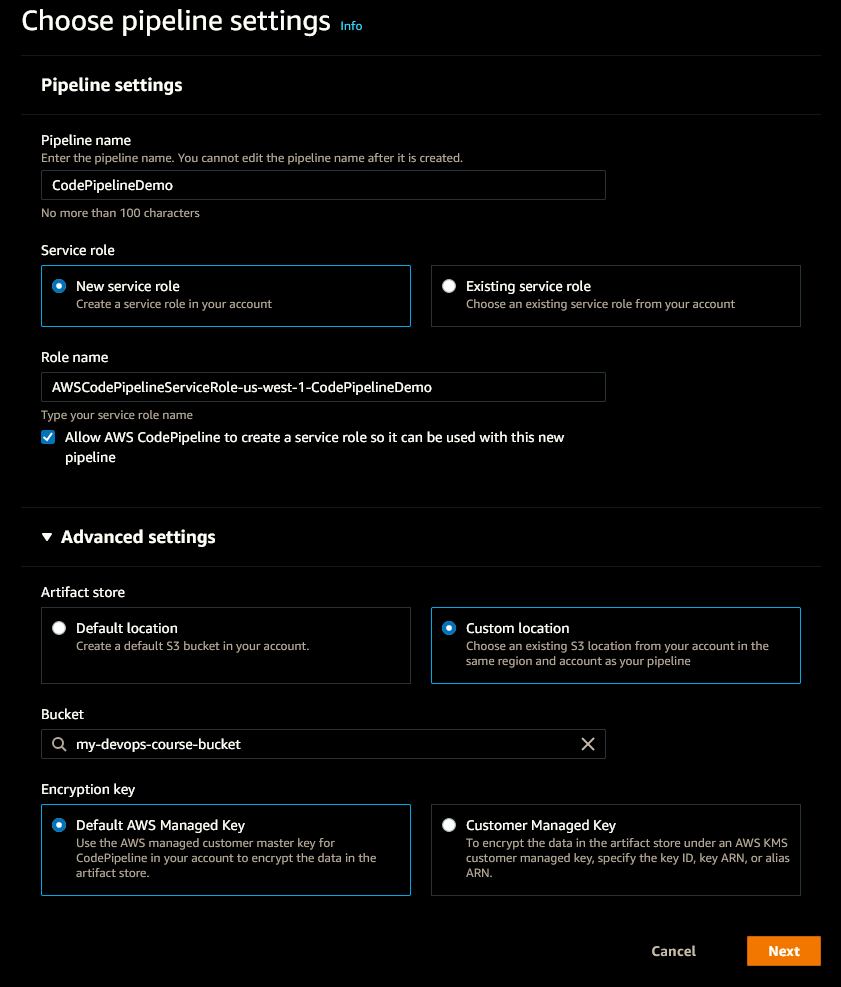 Choose pipeline settings Info
Pipeline settings
Pipeline name
Enter the pipeline name. You cannot edit the pipeline name after it is created.
CodePipelineDemo
No more than 100 characters
Service role
New service role
Create a service role in your account
Existing service role
Choose an existing service role from your account
Role name
AWSCodePipelineServiceRole-us-west-1-CodePipelineDemo
Type your service role name
Allow AWS CodePipeline to create a service role so it can be used with this new
pipeline
Advanced settings
Artifact store
Default location
Create a default S3 bucket in your account.
Custom location
Choose an existing S3 location from your account in the
same region and account as your pipeline
Bucket
my-devops-course-bucket
Encryption key
Default AWS Managed Key
Use the AWS managed customer master key for
CodePipeline in your account to encrypt the data in the
artifact store.
Customer Managed Key
To encrypt the data in the artifact store under an AWS KMS
customer managed key, specify the key ID, key ARN, or alias
ARN.
Cancel
Next